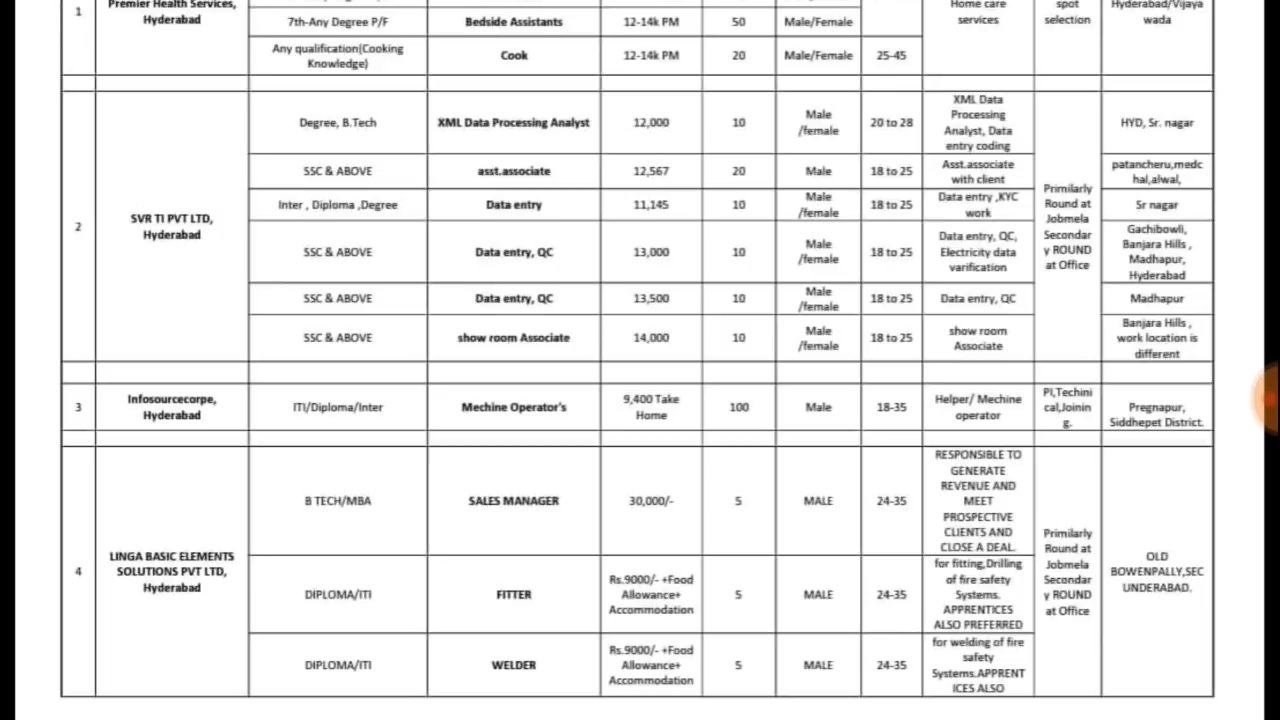 1
Premier Health Services,
Hyderabad
7th-Any Degree P/F
Bedside Assistants
12-14k PM
50
Male/Female
Home care
services
spot
selection
Hyderabad/Vijaya
wada
Any qualification(Cooking
Knowledge)
Cook
12-14k PM
20
Male/Female
25-45
2
SVR TI PVT LTD,
Hyderabad
Degree, B.Tech
XML Data Processing Analyst
12,000
10
Male
/female
20 to 28
XML Data
Processing
Analyst, Data
entry coding
Primilarly
Round at
Jobmela
Secondar
y ROUND
at Office
HYD, Sr. nagar
SSC & ABOVE
asst.associate
12,567
20
Male
18 to 25
Asst.associate
with client
patancheru,medc
hal,alwal,
Inter , Diploma ,Degree
Data entry
11,145
10
Male
/female
18 to 25
Data entry ,KYC
work
Sr nagar
SSC & ABOVE
Data entry, QC
13,000
10
Male
/female
18 to 25
Data entry, QC,
Electricity data
varification
Gachibowli,
Banjara Hills ,
Madhapur,
Hyderabad
SSC & ABOVE
Data entry, QC
13,500
10
Male
/female
18 to 25
Data entry, QC
Madhapur
SSC & ABOVE
show room Associate
14,000
10
Male
/female
18 to 25
show room
Associate
Banjara Hills ,
work location is
different
3
Infosourcecorpe,
Hyderabad
ITI/Diploma/Inter
Mechine Operator's
9,400 Take
Home
100
Male
18-35
Helper/ Mechine
operator
PI,Techini
cal,Joinin
g.
Pregnapur,
Siddhepet District.
4
LINGA BASIC ELEMENTS
SOLUTIONS PVT LTD,
Hyderabad
B TECH/MBA
SALES MANAGER
30,000/-
5
MALE
24-35
RESPONSIBLE TO
GENERATE
REVENUE AND
MEET
PROSPECTIVE
CLIENTS AND
CLOSE A DEAL.
Primilarly
Round at
Jobmela
Secondar
y ROUND
at Office
OLD
BOWENPALLY,SEC
UNDERABAD.
DIPLOMA/ITI
FITTER
Rs.9000/- +Food
Allowance+
Accommodation
5
MALE
24-35
for fitting,Drilling
of fire safety
Systems.
APPRENTICES
ALSO PREFERRED
DIPLOMA/ITI
WELDER
Rs.9000/- +Food
Allowance+
Accommodation
5
MALE
24-35
for welding of fire
safety
Systems.APPRENT
ICES ALSO